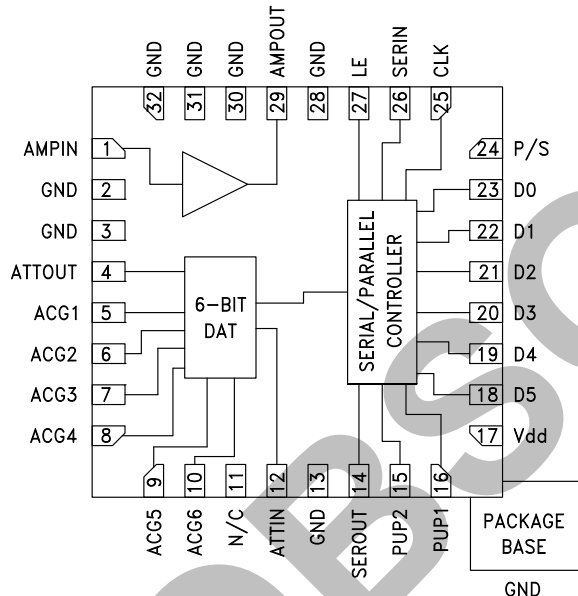 GND
GND
GND
AMPOUT
GND
LE
SERIN
CLK
32
31
30
29
28
27
26
25
AMPIN 1
GND 2
GND 3
ATTOUT 4
ACG1 5
ACG2 6
ACG3 7
ACG4 8
6-BIT
DAT
SERIAL/PARALLEL
CONTROLLER
24 P/S
23 D0
22 D1
21 D2
20 D3
19 D4
18 D5
17 Vdd
9
10
11
12
13
14
15
16
ACG5
ACG6
N/C
ATTIN
GND
SEROUT
PUP2
PUP1
PACKAGE
BASE
GND
OBSO